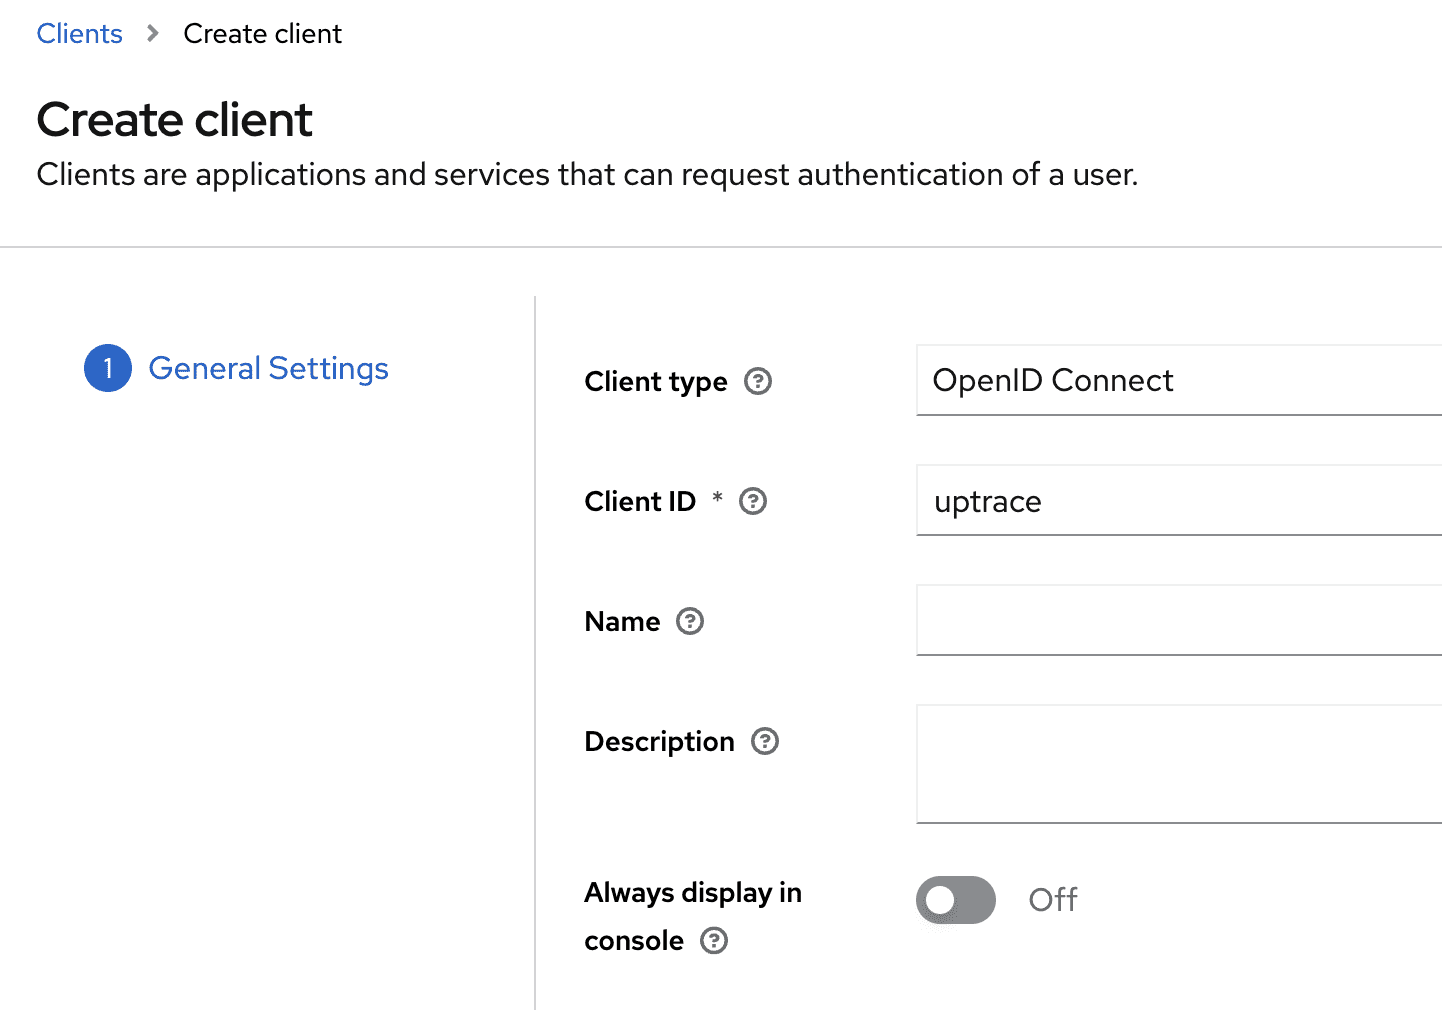 Clients > Create client
Create client
Clients are applications and services that can request authentication of a user.
1 General Settings
Client type ?
OpenID Connect
Client ID * ?
uptrace
Name ?
Description ?
Always display in
console ?
Off